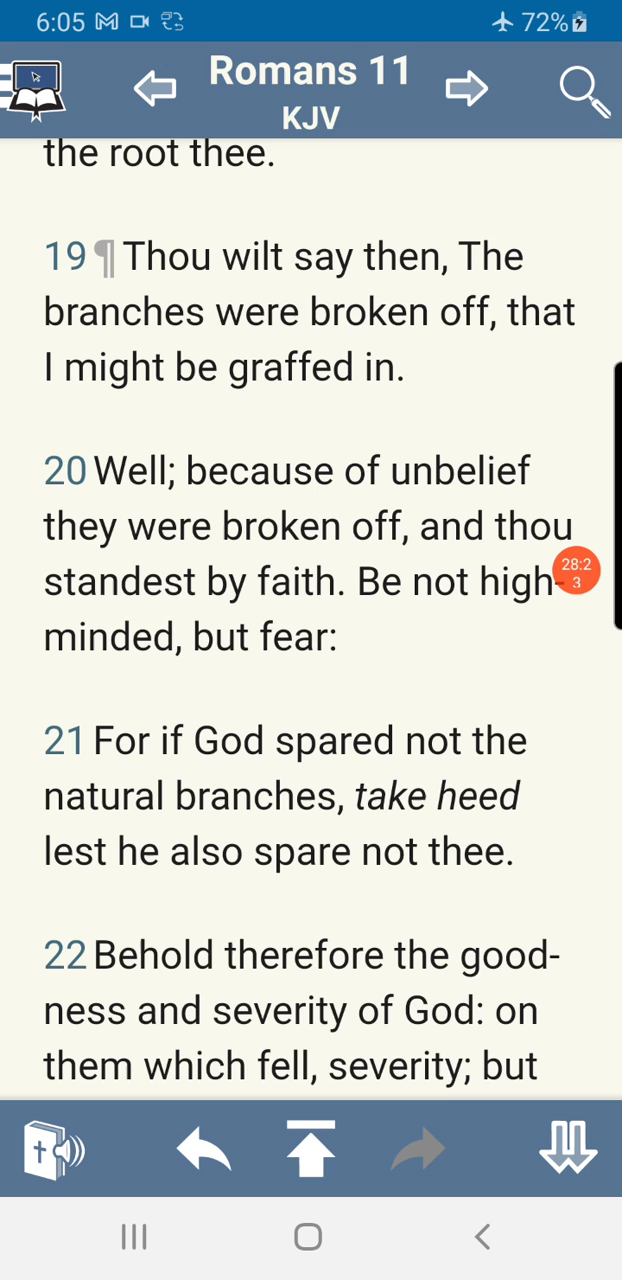 6:05
72%
Romans 11
KJV
the root thee.
19 ¶ Thou wilt say then, The
branches were broken off, that
I might be graffed in.
20 Well; because of unbelief
they were broken off, and thou
standest by faith. Be not high-
28:2
3
minded, but fear:
21 For if God spared not the
natural branches, take heed
lest he also spare not thee.
22 Behold therefore the good-
ness and severity of God: on
them which fell, severity; but